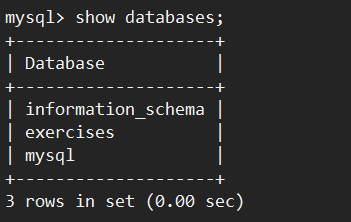 mysql> show databases;
+--------------------+
| Database           |
+--------------------+
| information_schema |
| exercises          |
| mysql              |
+--------------------+
3 rows in set (0.00 sec)